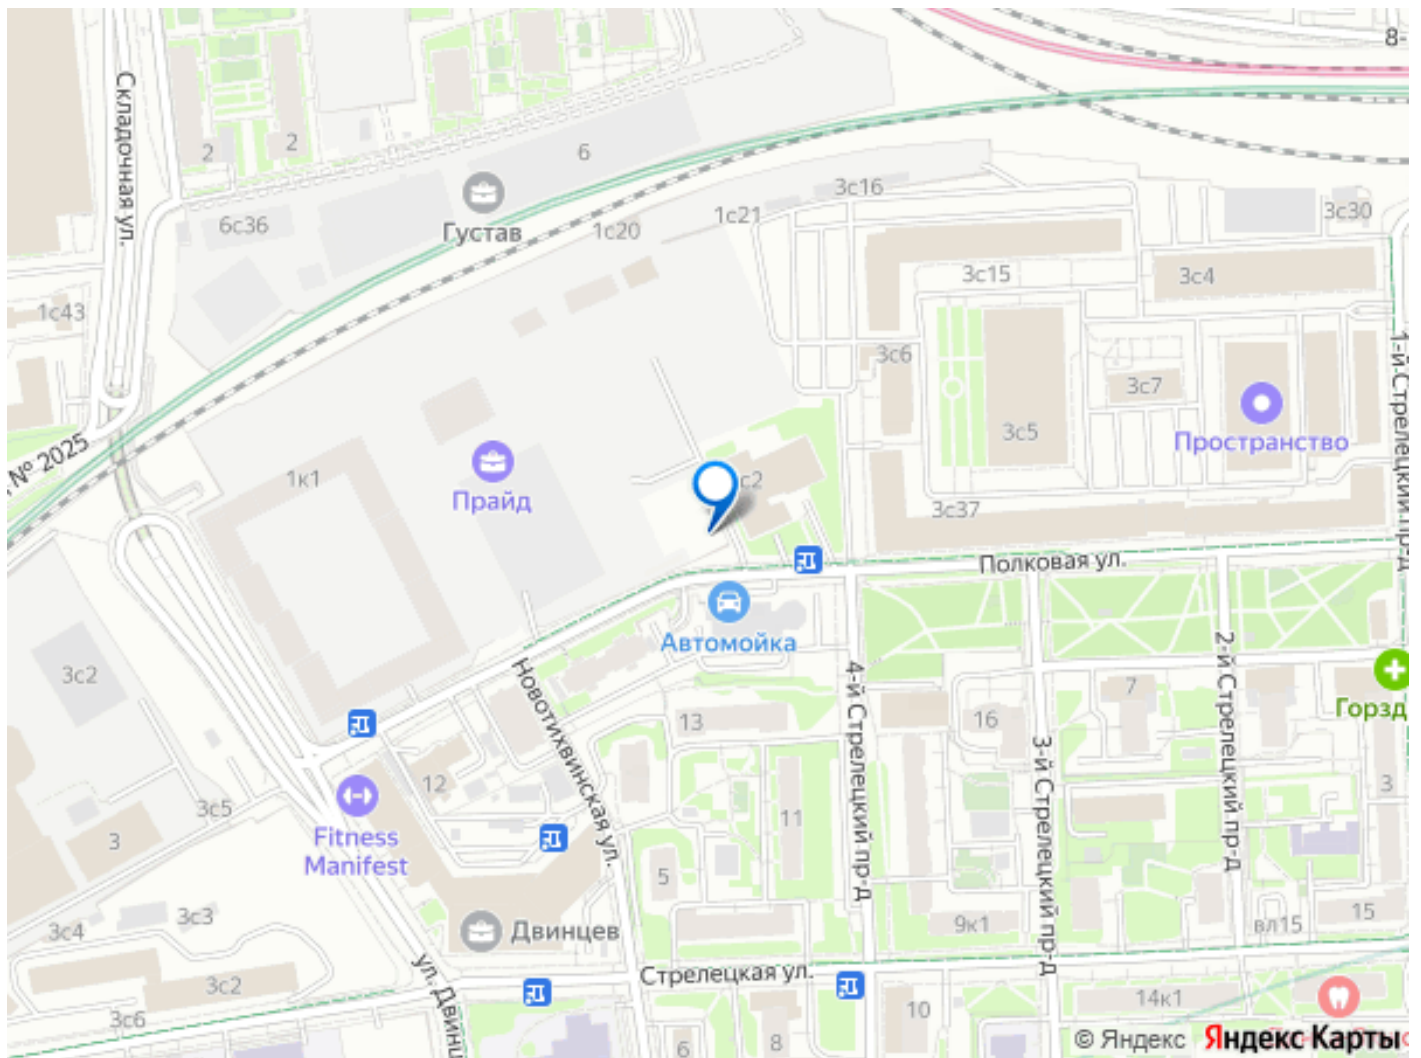 8-
Складочная ул.
2
2
6
Густав
6с36
1с20
1с21
3с16
3с30
3с15
3с4
1с43
3с6
3с7
1-й Стрелецкий пр-д
3с5
Пространство
№ 2025
1к1
Прайд
с2
3с37
Полковая ул.
Автомойка
3с2
Новотихвинская ул.
13
4-й Стрелецкий пр-д
16
7
2-й Стрелецкий пр-д
Горзд
3-й Стрелецкий пр-д
12
3с5
3
Fitness
Manifest
11
3
5
3с3
3с4
Двинцев
9к1
вл15
15
ул. Двинц
Стрелецкая ул.
3с2
14к1
3с6
10
8
6
© Яндекс Яндекс Карты